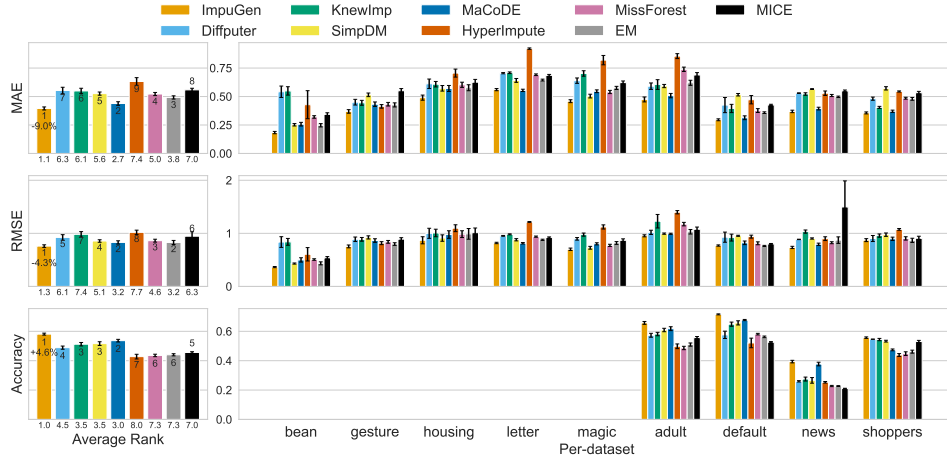 ImpuGen KnewImp MaCoDE MissForest MICE
Diffputer SimpDM HyperImpute EM
MAE
0.75
0.50
0.25
0.00
1 7 6 5 2 9 4 3 8
-9.0%
1.1 6.3 6.1 5.6 2.7 7.4 5.0 3.8 7.0
RMSE
2
1
0
1 5 7 4 2 8 3 2 6
-4.3%
1.3 6.1 7.4 5.1 3.2 7.7 4.6 3.2 6.3
Accuracy
0.6
0.4
0.2
0.0
1 4 3 3 2 7 6 6 5
+4.6%
1.0 4.5 3.5 3.5 3.0 8.0 7.3 7.3 7.0
Average Rank
bean gesture housing letter magic adult default news shoppers
Per-dataset